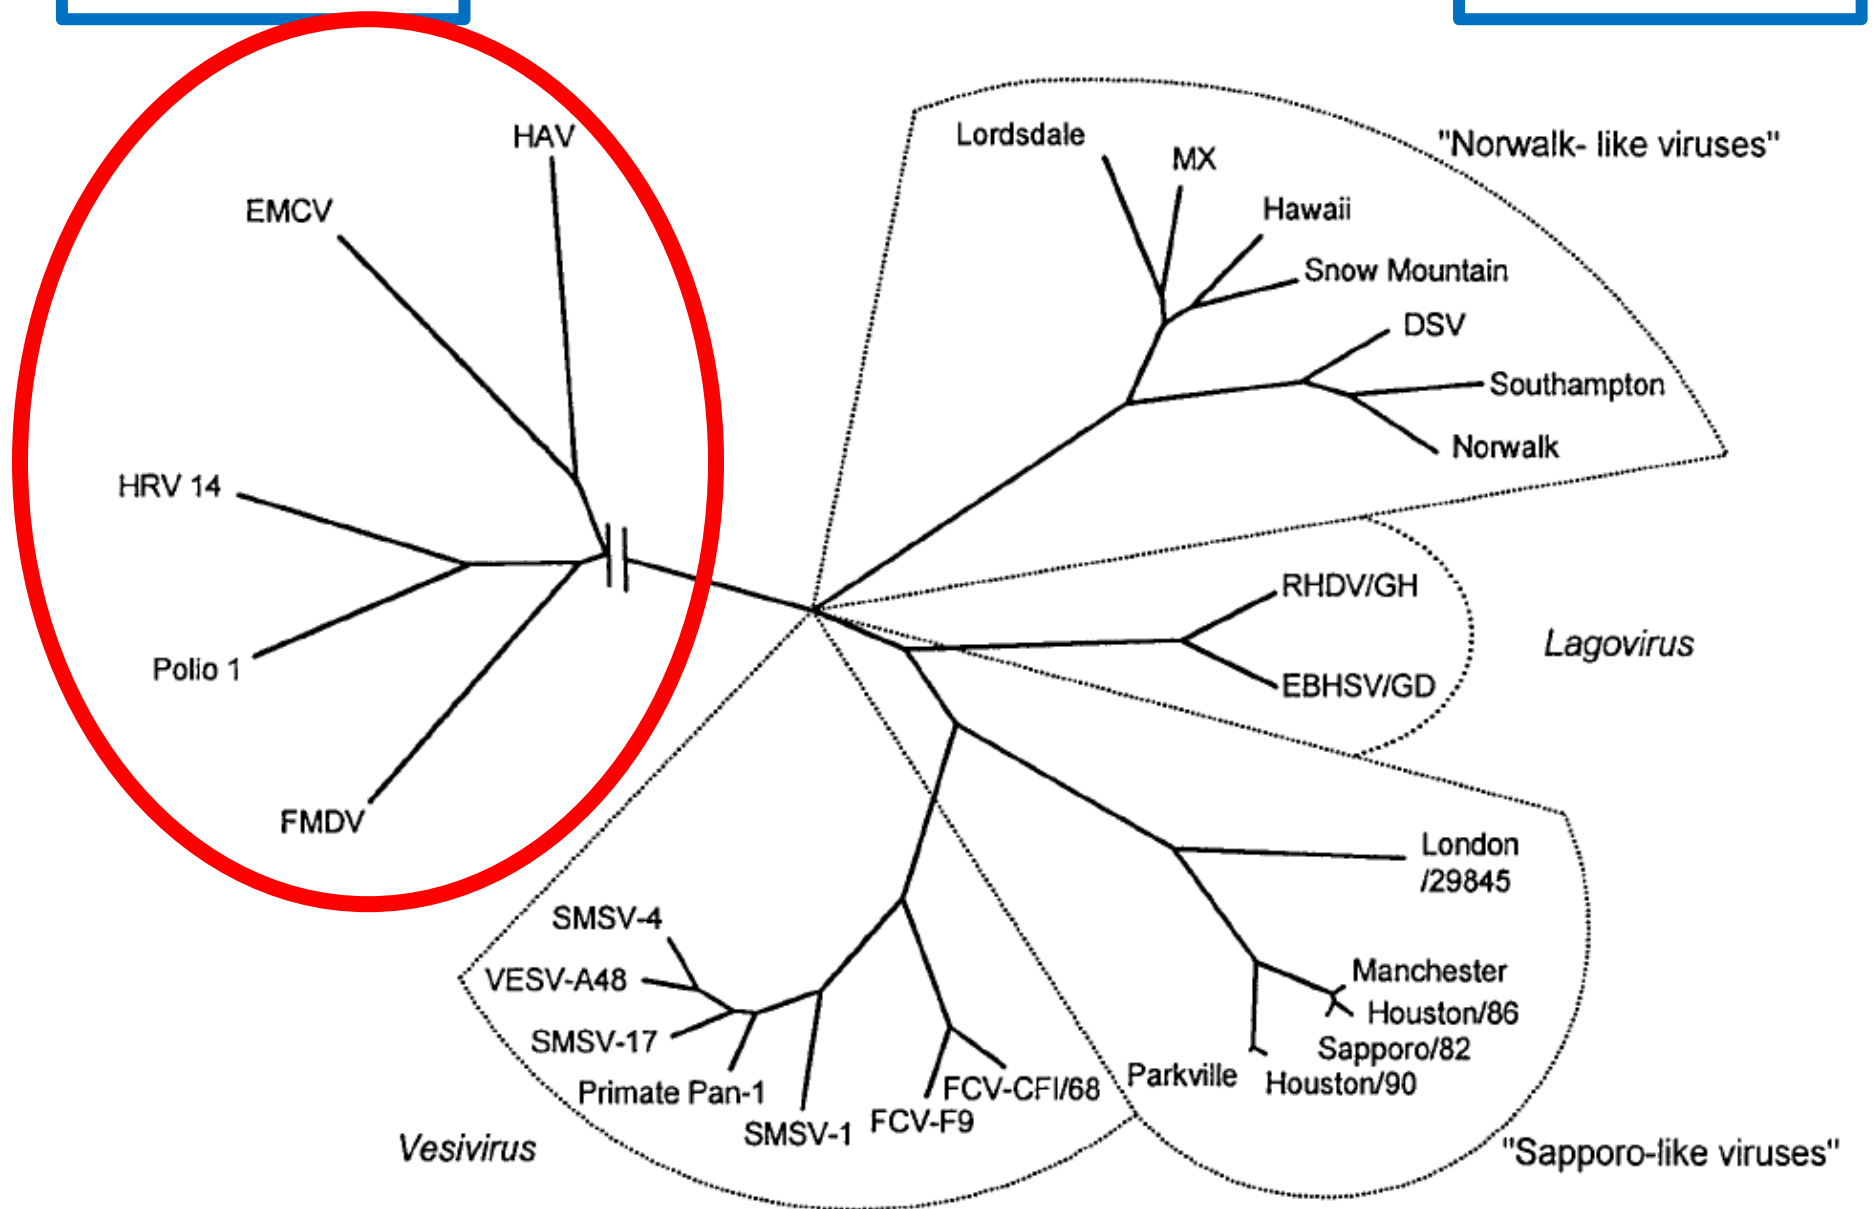 HAV
EMCV
HRV 14
Polio 1
FMDV
Lordsdale
MX
Hawaii
Snow Mountain
DSV
Southampton
Norwalk
"Norwalk- like viruses"
RHDV/GH
EBHSV/GD
Lagovirus
London
/29845
Manchester
Houston/86
Sapporo/82
Houston/90
Parkville
"Sapporo-like viruses"
SMSV-4
VESV-A48
SMSV-17
Primate Pan-1
SMSV-1
FCV-F9
FCV-CFI/68
Vesivirus